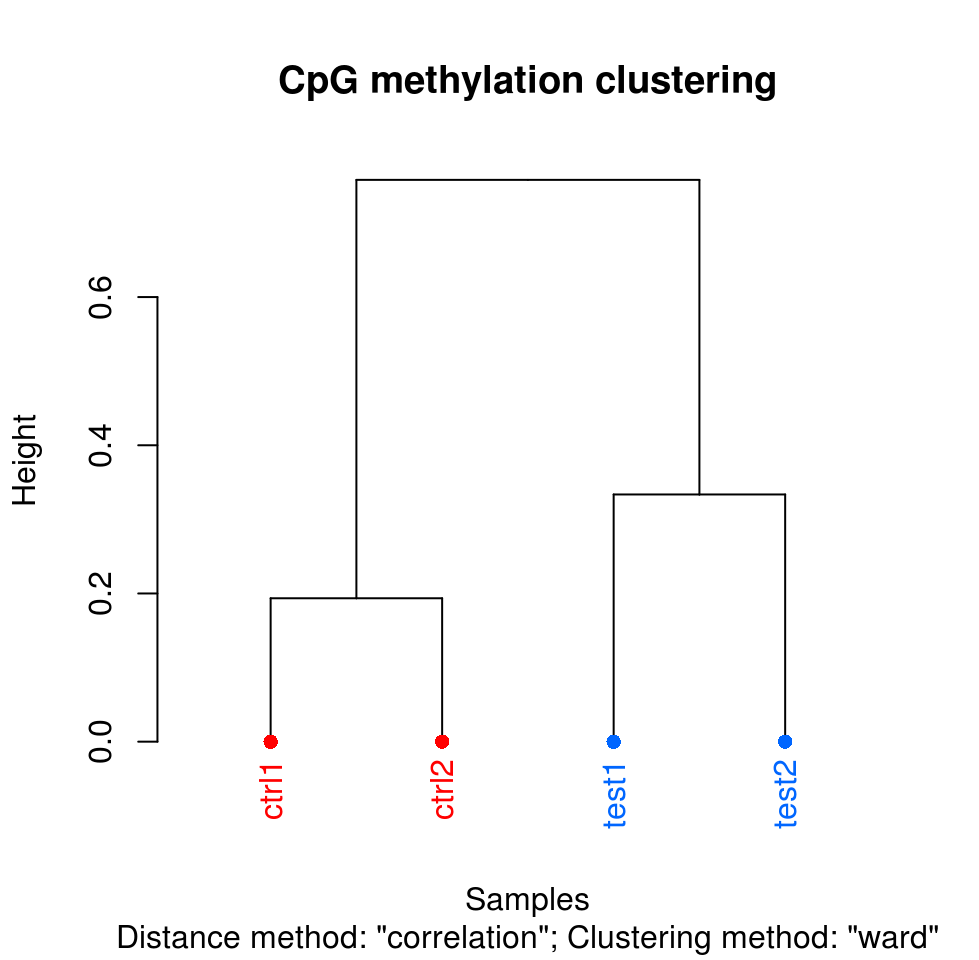 CpG methylation clustering
Height
0.6
0.4
0.2
0.0
ctrl1
ctrl2
test1
test2
Samples
Distance method: "correlation"; Clustering method: "ward"